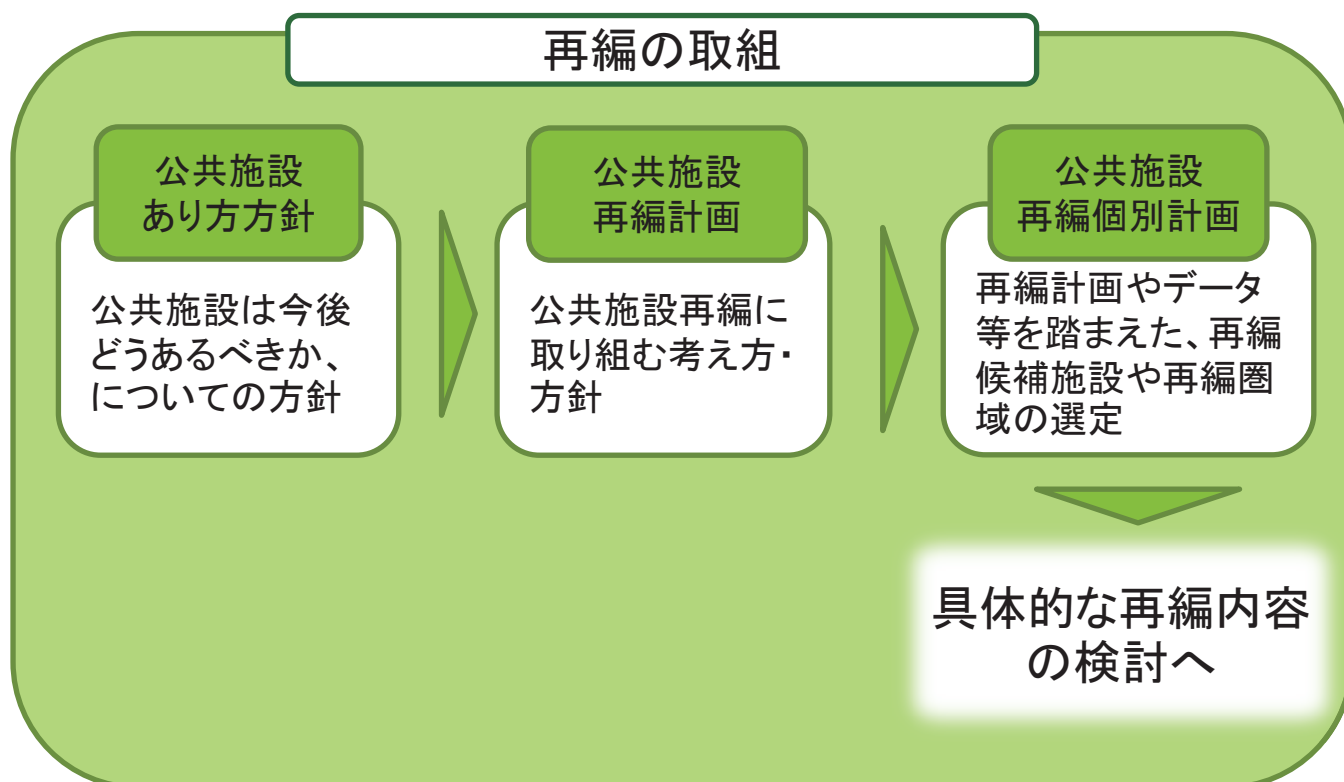 再編の取組
公共施設
あり方方針
公共施設は今後
どうあるべきか、
についての方針
公共施設
再編計画
公共施設再編に
取り組む考え方・
方針
公共施設
再編個別計画
再編計画やデータ
等を踏まえた、再編
候補施設や再編圏
域の選定
具体的な再編内容
の検討へ